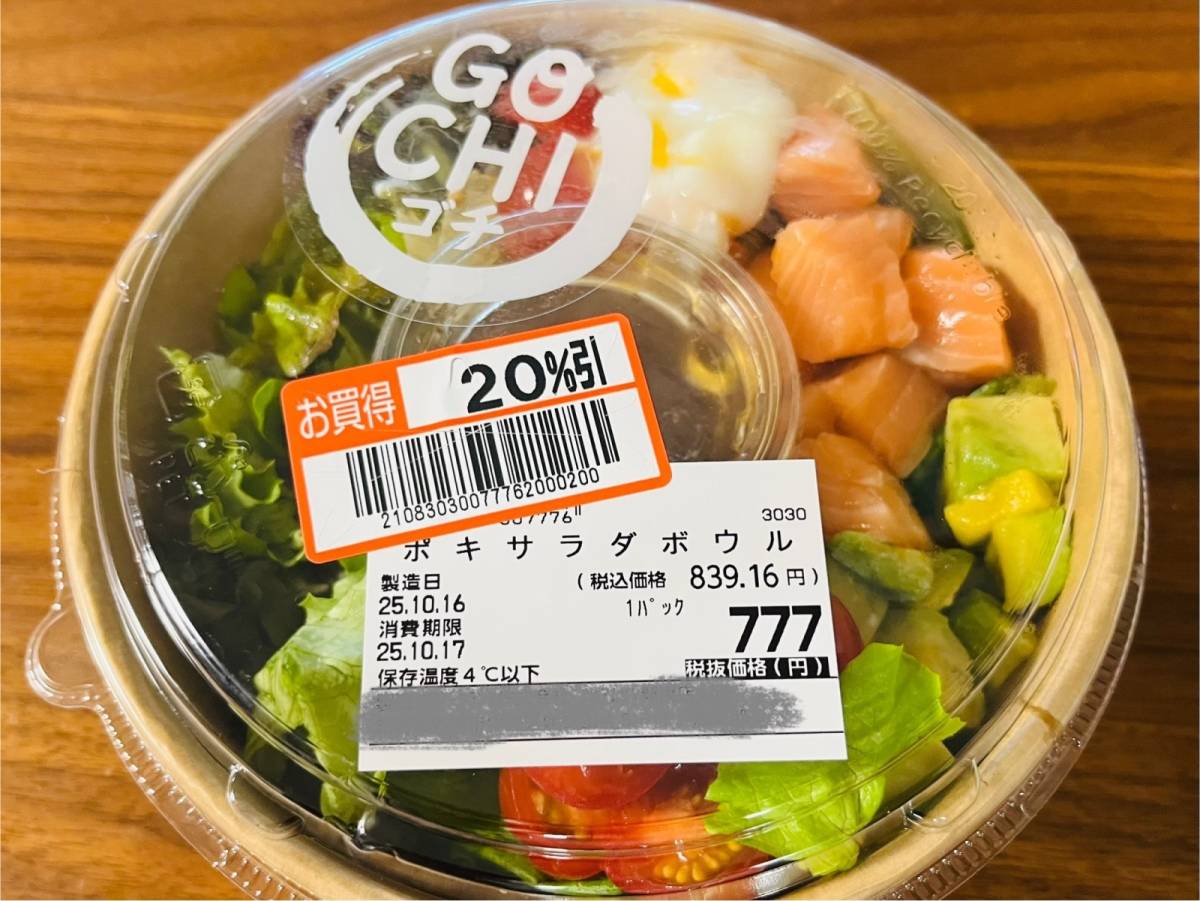 GO
CHI
ゴチ
100% Recycl
お買得 20%引
21083030077762000200
3030
ポキサラダボウル
製造日 (税込価格 839.16円)
25.10.16 1パック 777
消費期限
25.10.17 税抜価格(円)
保存温度4℃以下